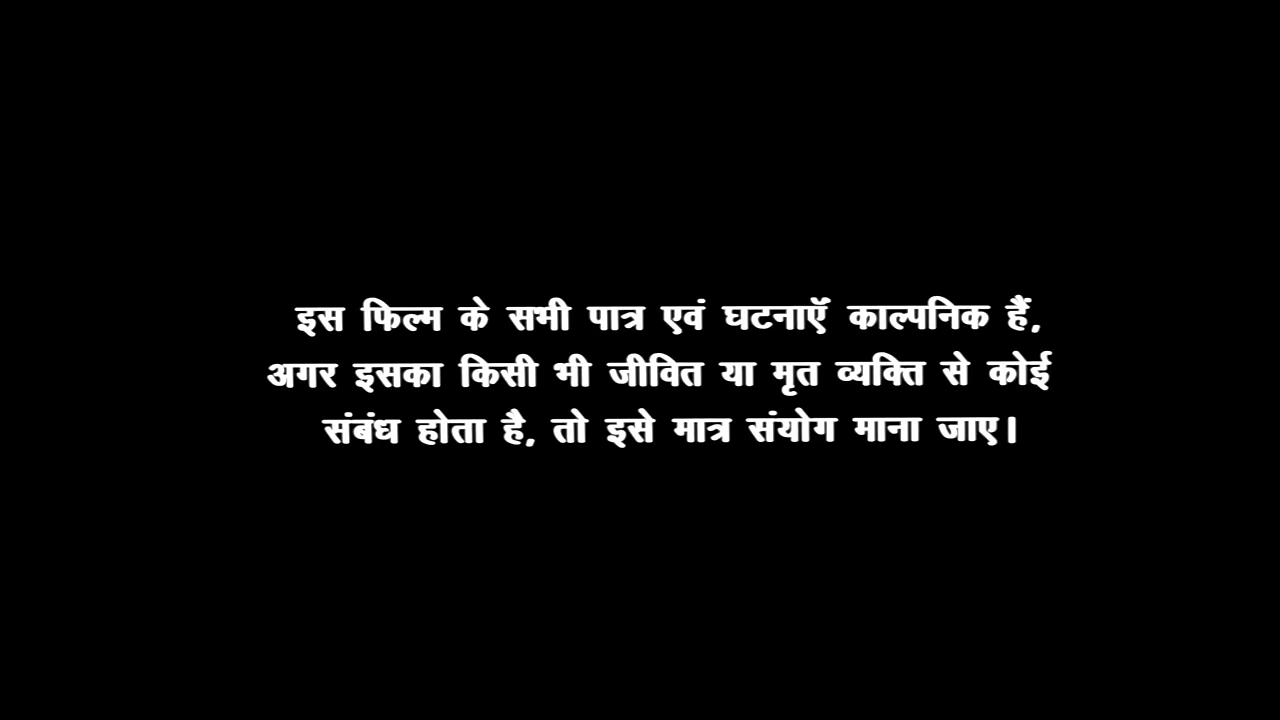 इस फिल्म के सभी पात्र एवं घटनाऍ काल्पनिक हैं,
अगर इसका किसी भी जीवित या मृत व्यक्ति से कोई
संबंध होता है, तो इसे मात्र संयोग माना जाए।